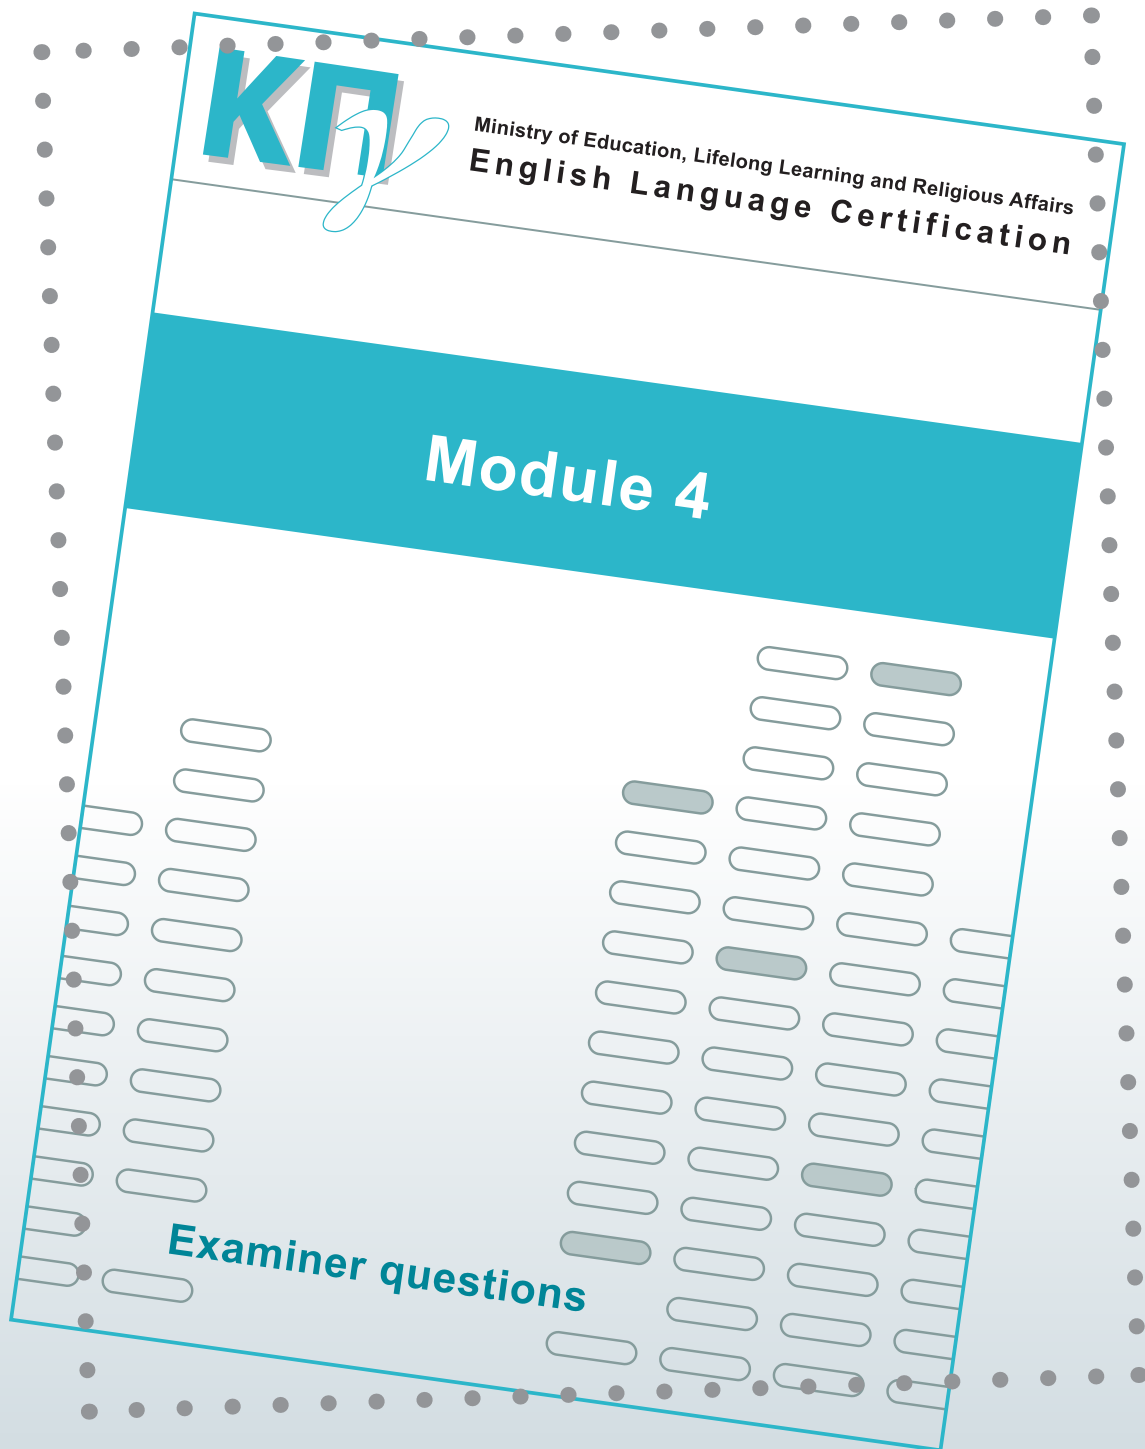 ΚΠγ
Ministry of Education, Lifelong Learning and Religious Affairs
English Language Certification
Module 4
Examiner questions